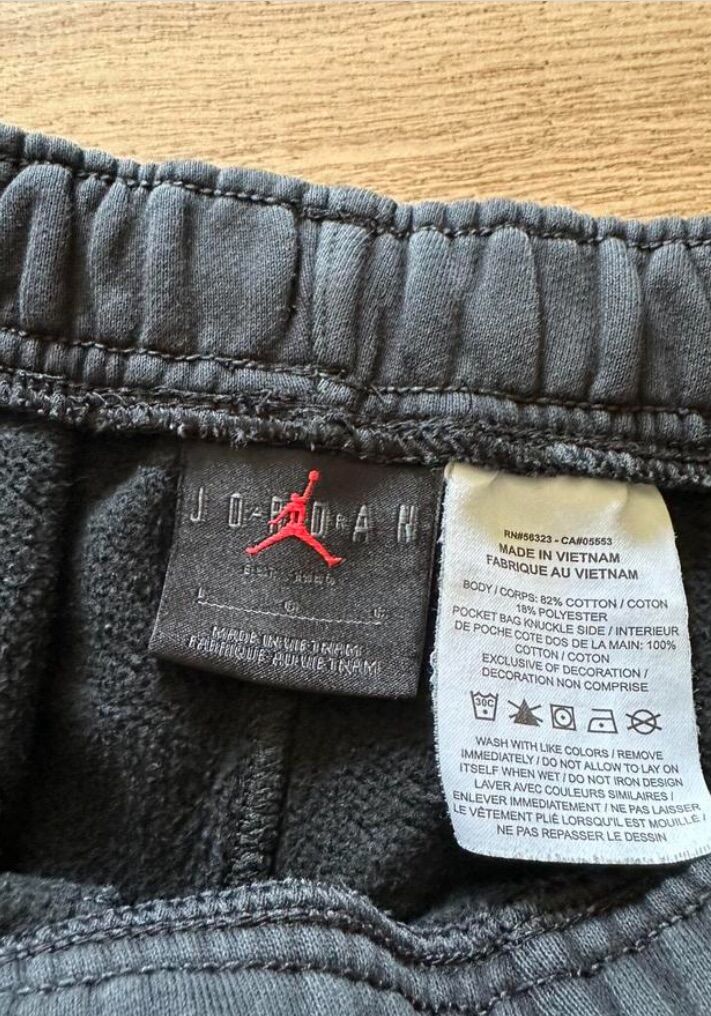 JORDAN
L G G
MADE IN VIETNAM
FABRIQUE AU VIETNAM
RN#56323 - CA#05553
MADE IN VIETNAM
FABRIQUE AU VIETNAM
BODY / CORPS: 82% COTTON / COTON
18% POLYESTER
POCKET BAG KNUCKLE SIDE / INTERIEUR
DE POCHE COTE DOS DE LA MAIN: 100%
COTTON / COTON
EXCLUSIVE OF DECORATION /
DECORATION NON COMPRISE
30C
WASH WITH LIKE COLORS / REMOVE
IMMEDIATELY / DO NOT ALLOW TO LAY ON
ITSELF WHEN WET / DO NOT IRON DESIGN
LAVER AVEC COULEURS SIMILAIRES /
ENLEVER IMMEDIATEMENT / NE PAS LAISSER
LE VÊTEMENT PLIÉ LORSQU'IL EST MOUILLÉ /
NE PAS REPASSER LE DESSIN